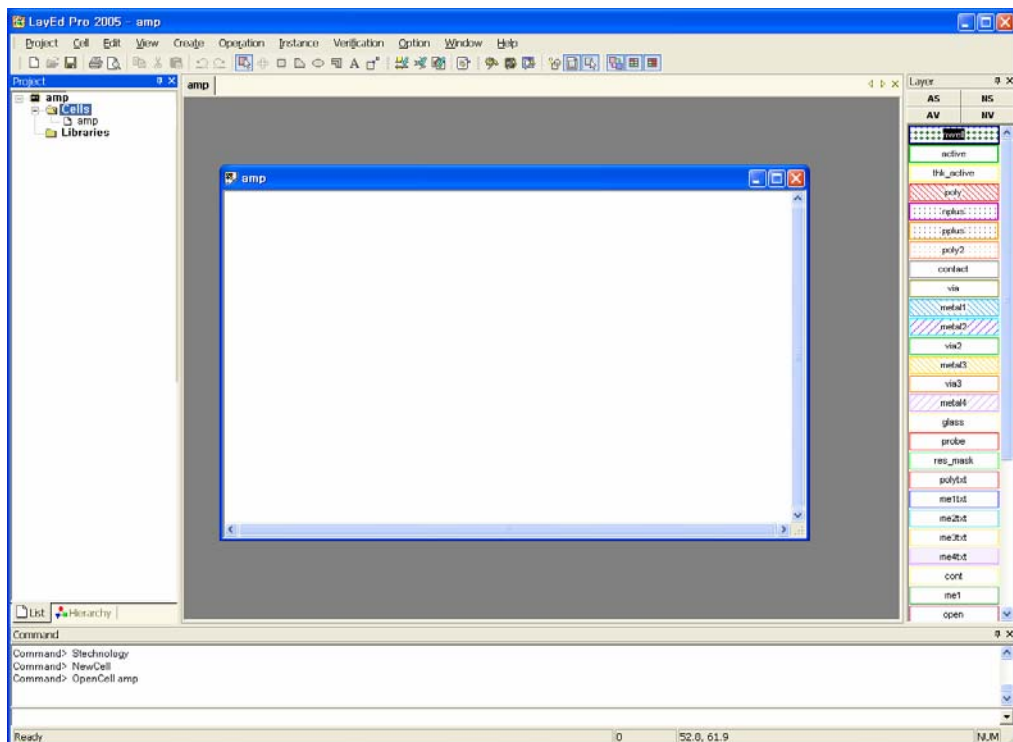 LayEd Pro 2005 - amp
Project Cell Edit View Create Operation Instance Verification Option Window Help
Project
amp
Cells
amp
Libraries
List Hierarchy
amp
amp
Layer
AS NS
AV NV
nwell
active
thk_active
poly
nplus
pplus
poly2
contact
via
metal1
metal2
via2
metal3
via3
metal4
glass
probe
res_mask
polytxt
me1txt
me2txt
me3txt
me4txt
cont
me1
open
Command
Command> Stechnology
Command> NewCell
Command> OpenCell amp
Ready 0 52.0, 61.9 NUM